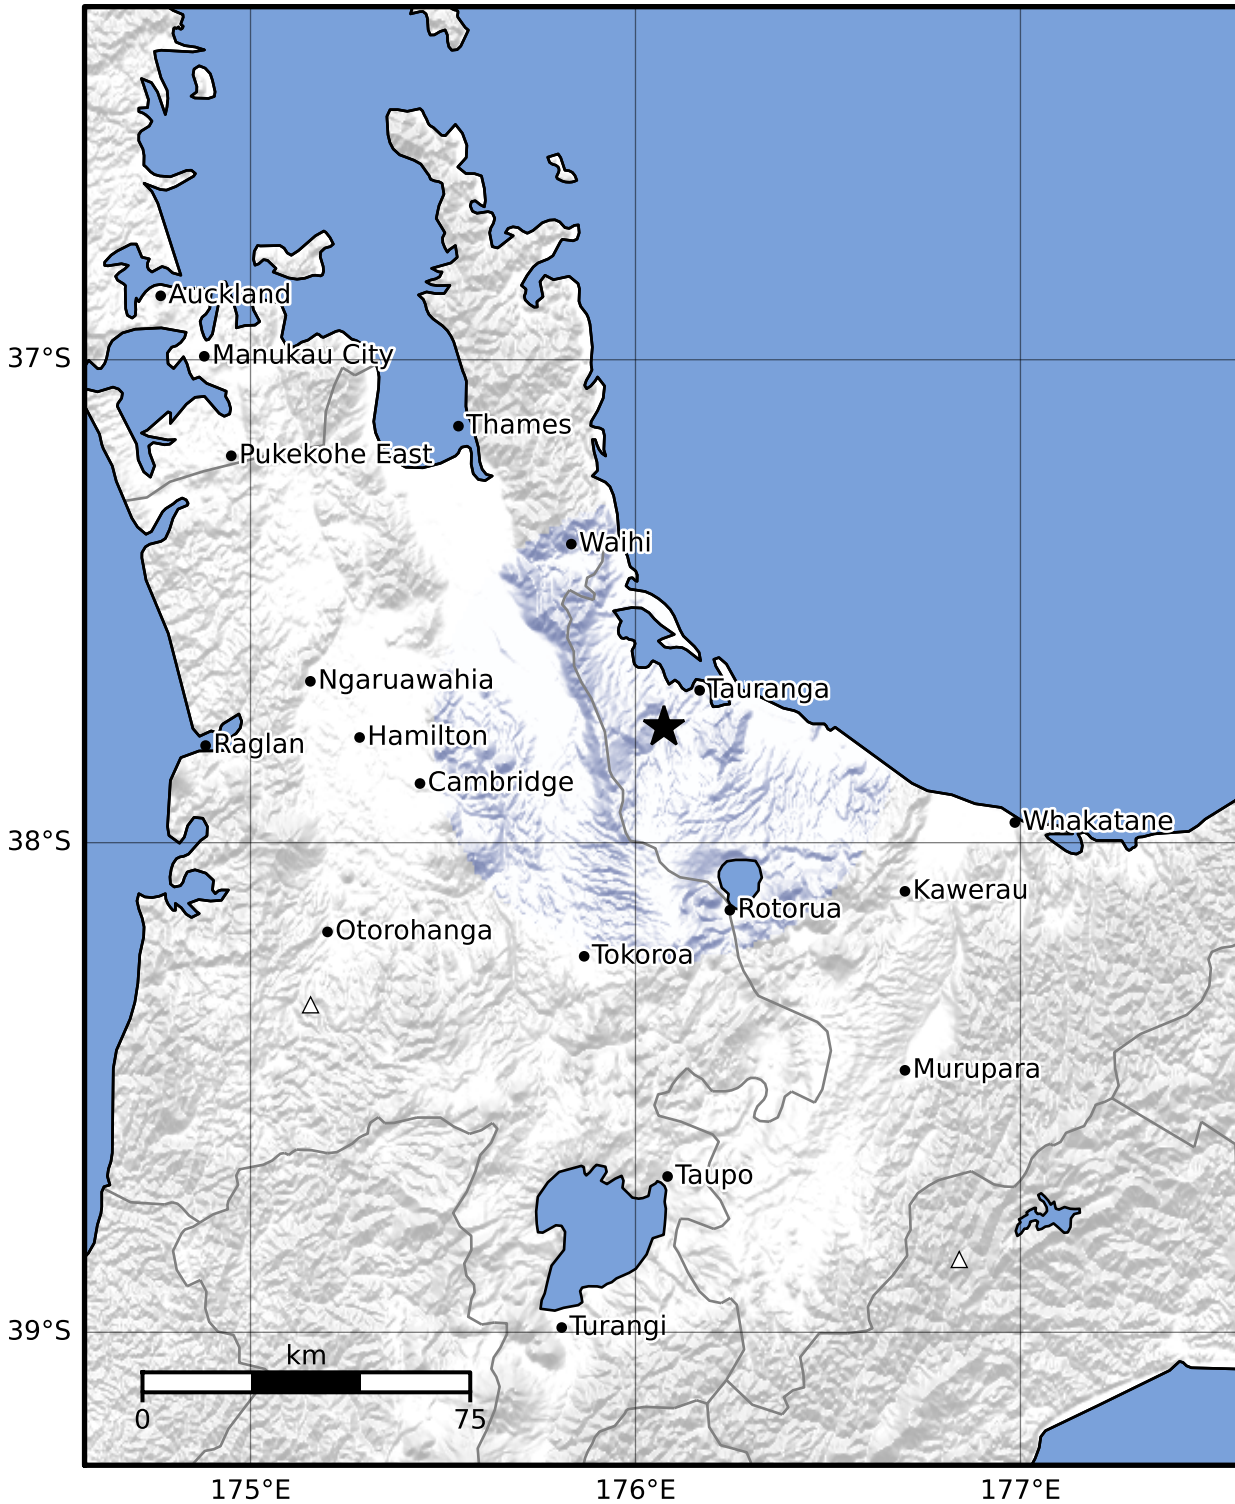 Auckland
37°S
Manukau City
Thames
Pukekohe East
Waihi
Ngaruawahia
Tauranga
Raglan
Hamilton
Cambridge
Whakatane
38°S
Kawerau
Rotorua
Otorohanga
Tokoroa
Murupara
Taupo
39°S
Turangi
km
0 75
175°E 176°E 177°E